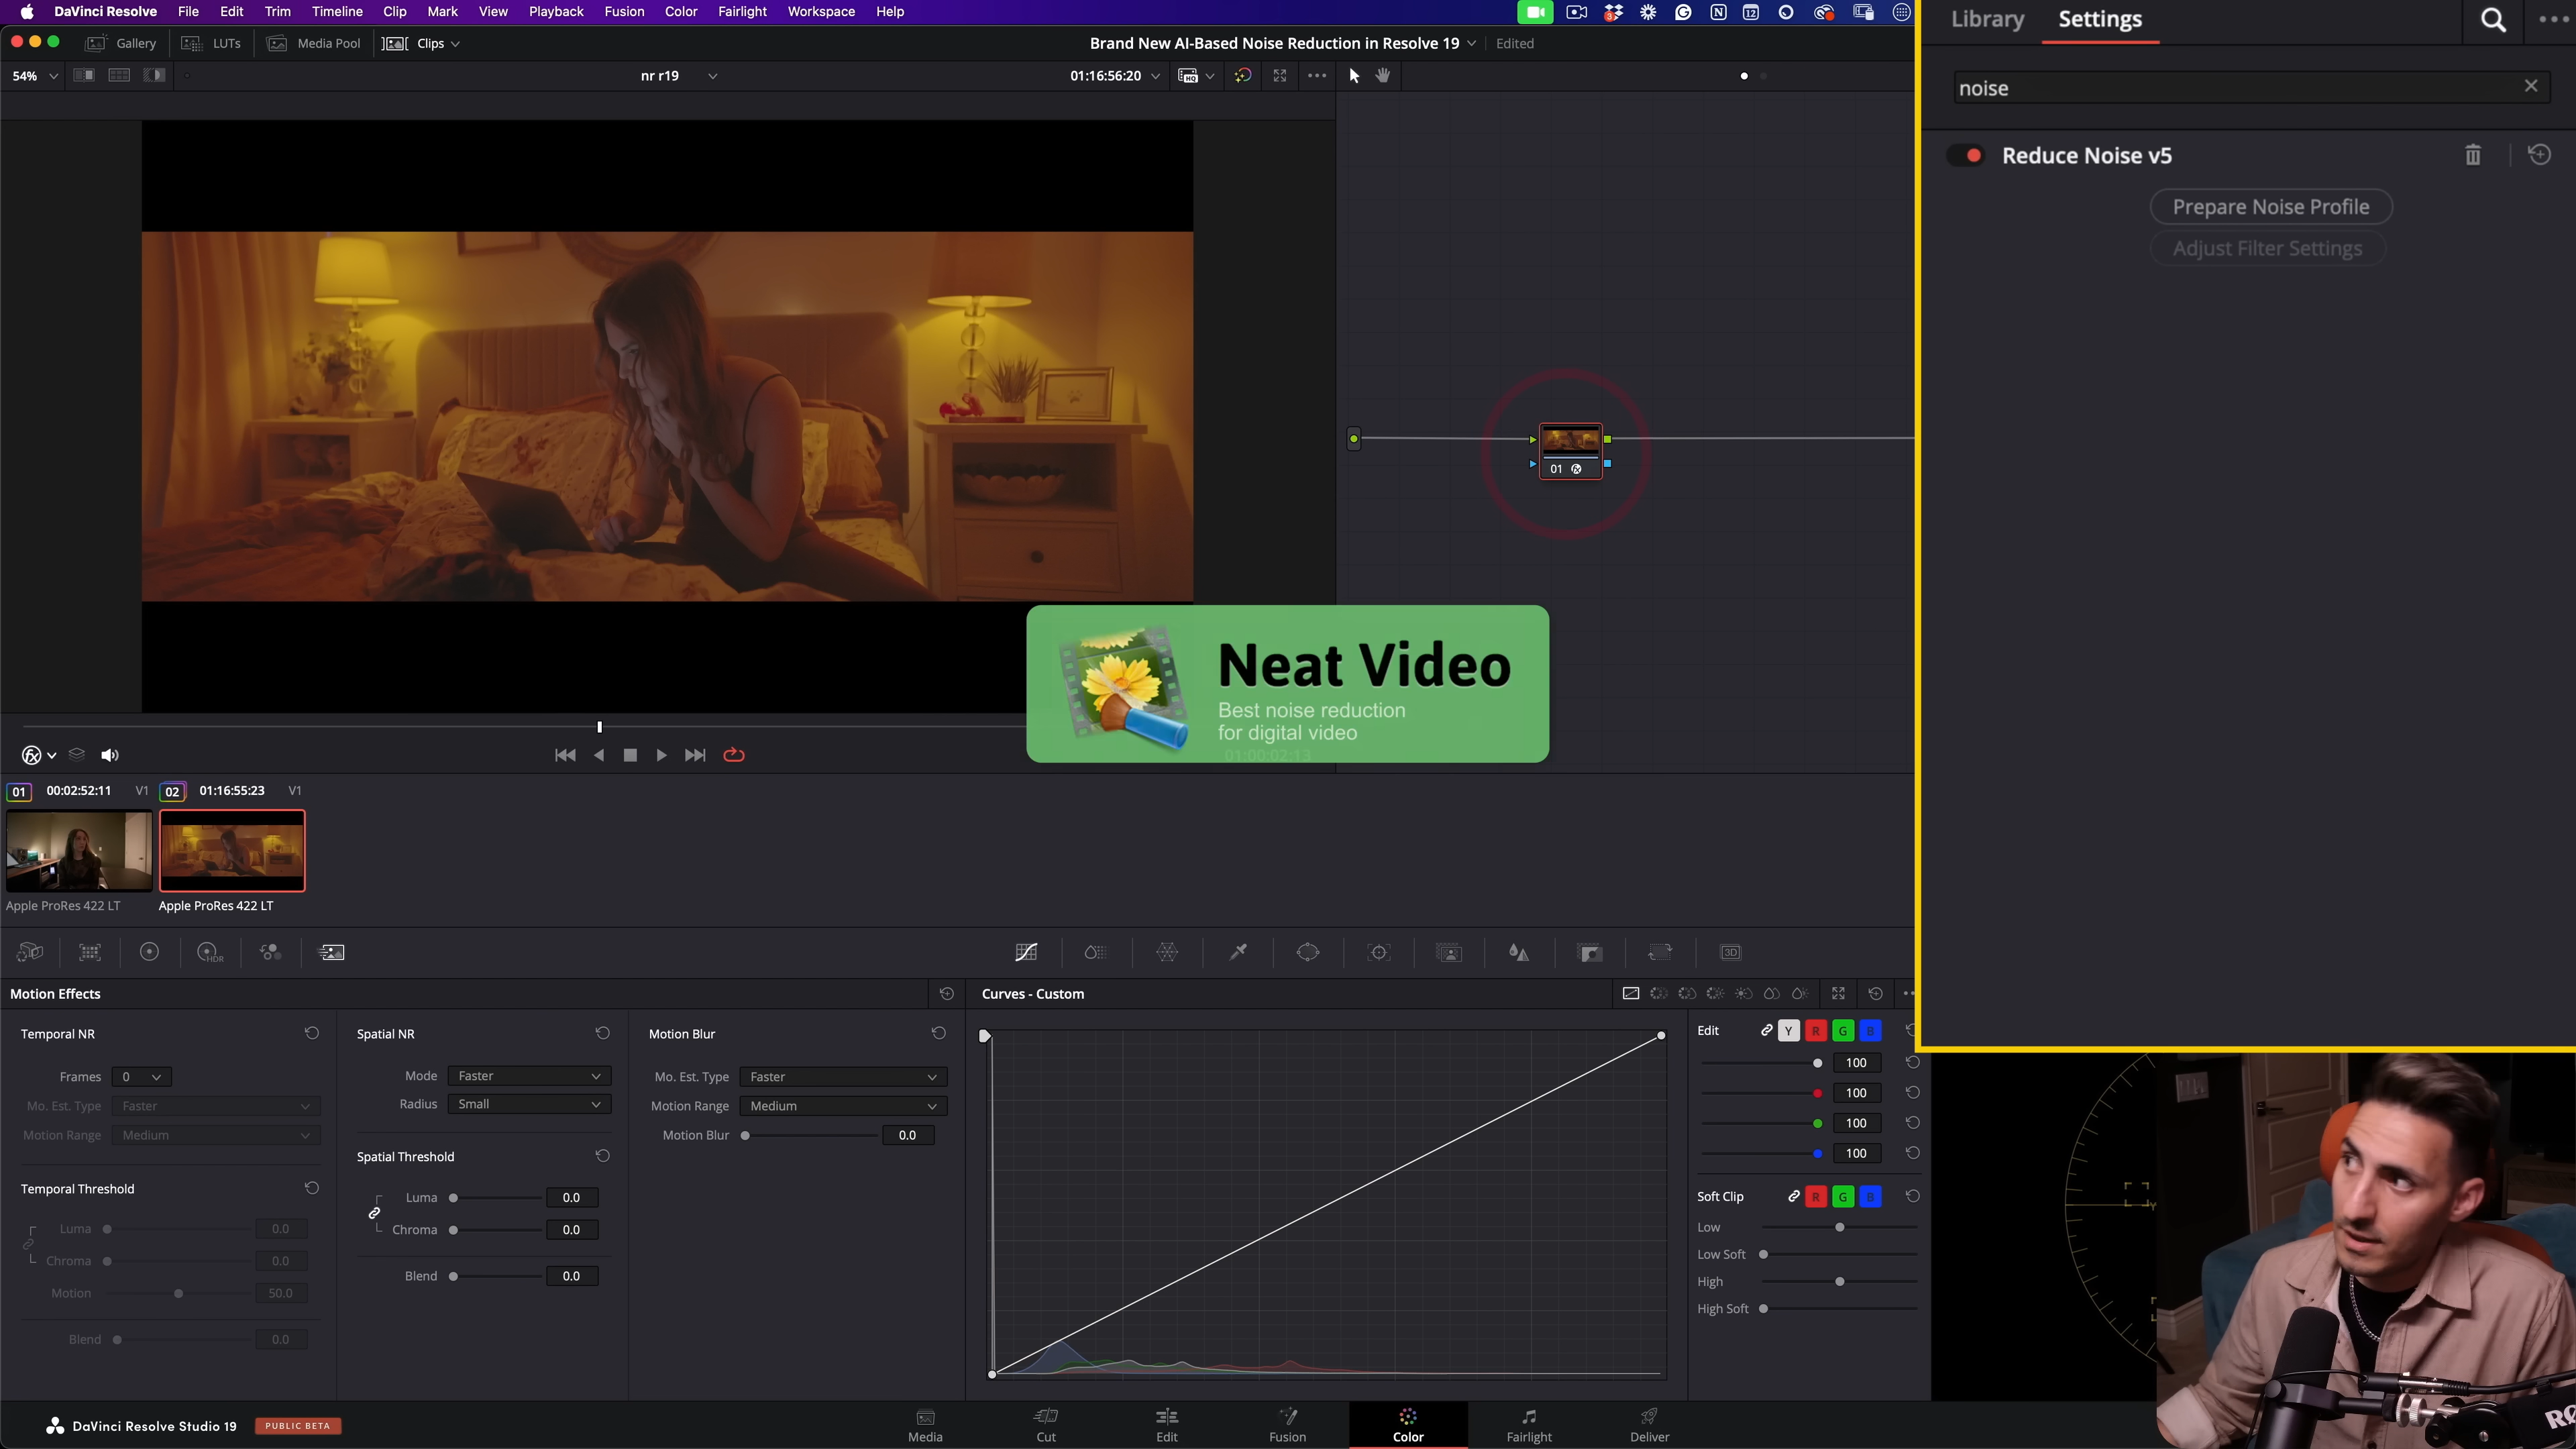 DaVinci Resolve File Edit Trim Timeline Clip Mark View Playback Fusion Color Fairlight Workspace Help
Gallery LUTs Media Pool Clips Brand New AI-Based Noise Reduction in Resolve 19 Edited
54% nr r19 01:16:56:20
Library Settings
noise
Reduce Noise v5
Prepare Noise Profile
Adjust Filter Settings
01
Neat Video
Best noise reduction
for digital video
01:00:02:13
01 00:02:52:11 V1 02 01:16:55:23 V1
Apple ProRes 422 LT Apple ProRes 422 LT
HDR 3D
Motion Effects
Temporal NR
Frames 0
Mo. Est. Type Faster
Motion Range Medium
Temporal Threshold
Luma 0.0
Chroma 0.0
Motion 50.0
Blend 0.0
Spatial NR
Mode Faster
Radius Small
Spatial Threshold
Luma 0.0
Chroma 0.0
Blend 0.0
Motion Blur
Mo. Est. Type Faster
Motion Range Medium
Motion Blur 0.0
Curves - Custom
Edit Y R G B
100
100
100
100
Soft Clip R G B
Low
Low Soft
High
High Soft
DaVinci Resolve Studio 19 PUBLIC BETA
Media Cut Edit Fusion Color Fairlight Deliver